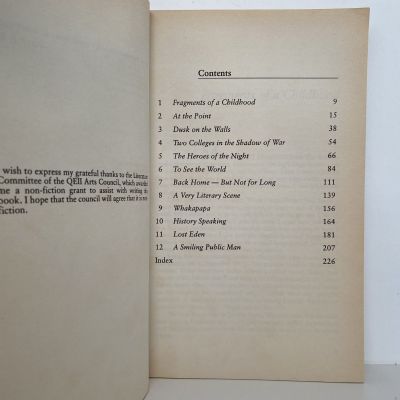 wish to express my grateful thanks to the Literature
Committee of the QEII Arts Council, which awarded
me a non-fiction grant to assist with writing this
book. I hope that the council will agree that it is non-
fiction.
Contents
1 Fragments of a Childhood 9
2 At the Point 15
3 Dusk on the Walls 38
4 Two Colleges in the Shadow of War 54
5 The Heroes of the Night 66
6 To See the World 84
7 Back Home — But Not for Long 111
8 A Very Literary Scene 139
9 Whakapapa 156
10 History Speaking 164
11 Lost Eden 181
12 A Smiling Public Man 207
Index 226